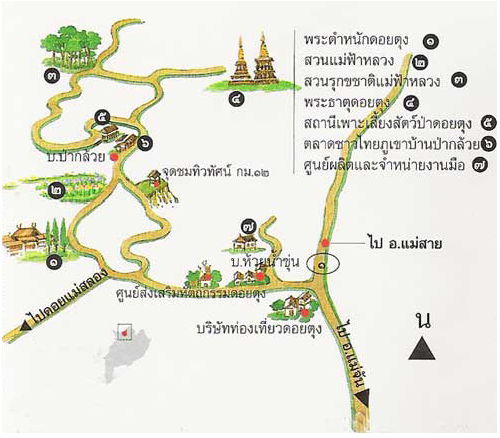 พระตำหนักดอยตุง ๑
สวนแม่ฟ้าหลวง ๒
สวนรุกขชาติแม่ฟ้าหลวง ๓
พระธาตุดอยตุง ๔
สถานีเพาะเลี้ยงสัตว์ป่าดอยตุง ๕
ตลาดชาวไทยภูเขาบ้านป่ากล้วย ๖
ศูนย์ผลิตและจำหน่ายงานมือ ๗
๓
๔
๕
๖
บ.ป่ากล้วย
จุดชมทิวทัศน์ กม.๑๒
๒
๗
๑
บ.ห้วยน้ำขุ่น
๑
ไป อ.แม่สาย
ไปดอยแม่สลอง
ศูนย์ส่งเสริมหัตถกรรมดอยตุง
บริษัทท่องเที่ยวดอยตุง
ไป อ.แม่จัน
น